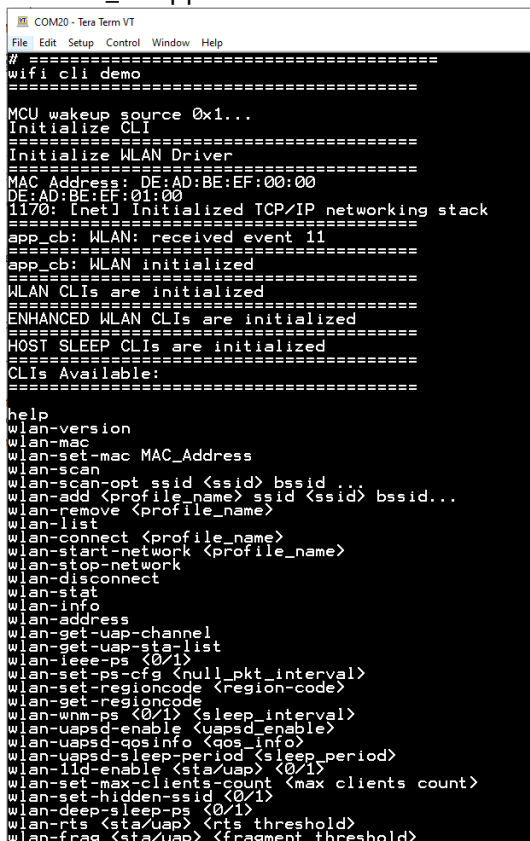 COM20 - Tera Term VT
File Edit Setup Control Window Help
# =========================================
wifi cli demo
=========================================
MCU wakeup source 0x1...
Initialize CLI
=========================================
Initialize WLAN Driver
=========================================
MAC Address: DE:AD:BE:EF:00:00
DE:AD:BE:EF:01:00
1170: [net] Initialized TCP/IP networking stack
=========================================
app_cb: WLAN: received event 11
=========================================
app_cb: WLAN initialized
=========================================
WLAN CLIs are initialized
=========================================
ENHANCED WLAN CLIs are initialized
=========================================
HOST SLEEP CLIs are initialized
=========================================
CLIs Available:
=========================================
help
wlan-version
wlan-mac
wlan-set-mac MAC_Address
wlan-scan
wlan-scan-opt ssid <ssid> bssid ...
wlan-add <profile_name> ssid <ssid> bssid...
wlan-remove <profile_name>
wlan-list
wlan-connect <profile_name>
wlan-start-network <profile_name>
wlan-stop-network
wlan-disconnect
wlan-stat
wlan-info
wlan-address
wlan-get-uap-channel
wlan-get-uap-sta-list
wlan-ieee-ps <0/1>
wlan-set-ps-cfg <null_pkt_interval>
wlan-set-regioncode <region-code>
wlan-get-regioncode
wlan-wnm-ps <0/1> <sleep_interval>
wlan-uapsd-enable <uapsd_enable>
wlan-uapsd-qosinfo <qos_info>
wlan-uapsd-sleep-period <sleep_period>
wlan-11d-enable <sta/uap> <0/1>
wlan-set-max-clients-count <max clients count>
wlan-set-hidden-ssid <0/1>
wlan-deep-sleep-ps <0/1>
wlan-rts <sta/uap> <rts threshold>
wlan-frag <sta/uap> <fragment threshold>